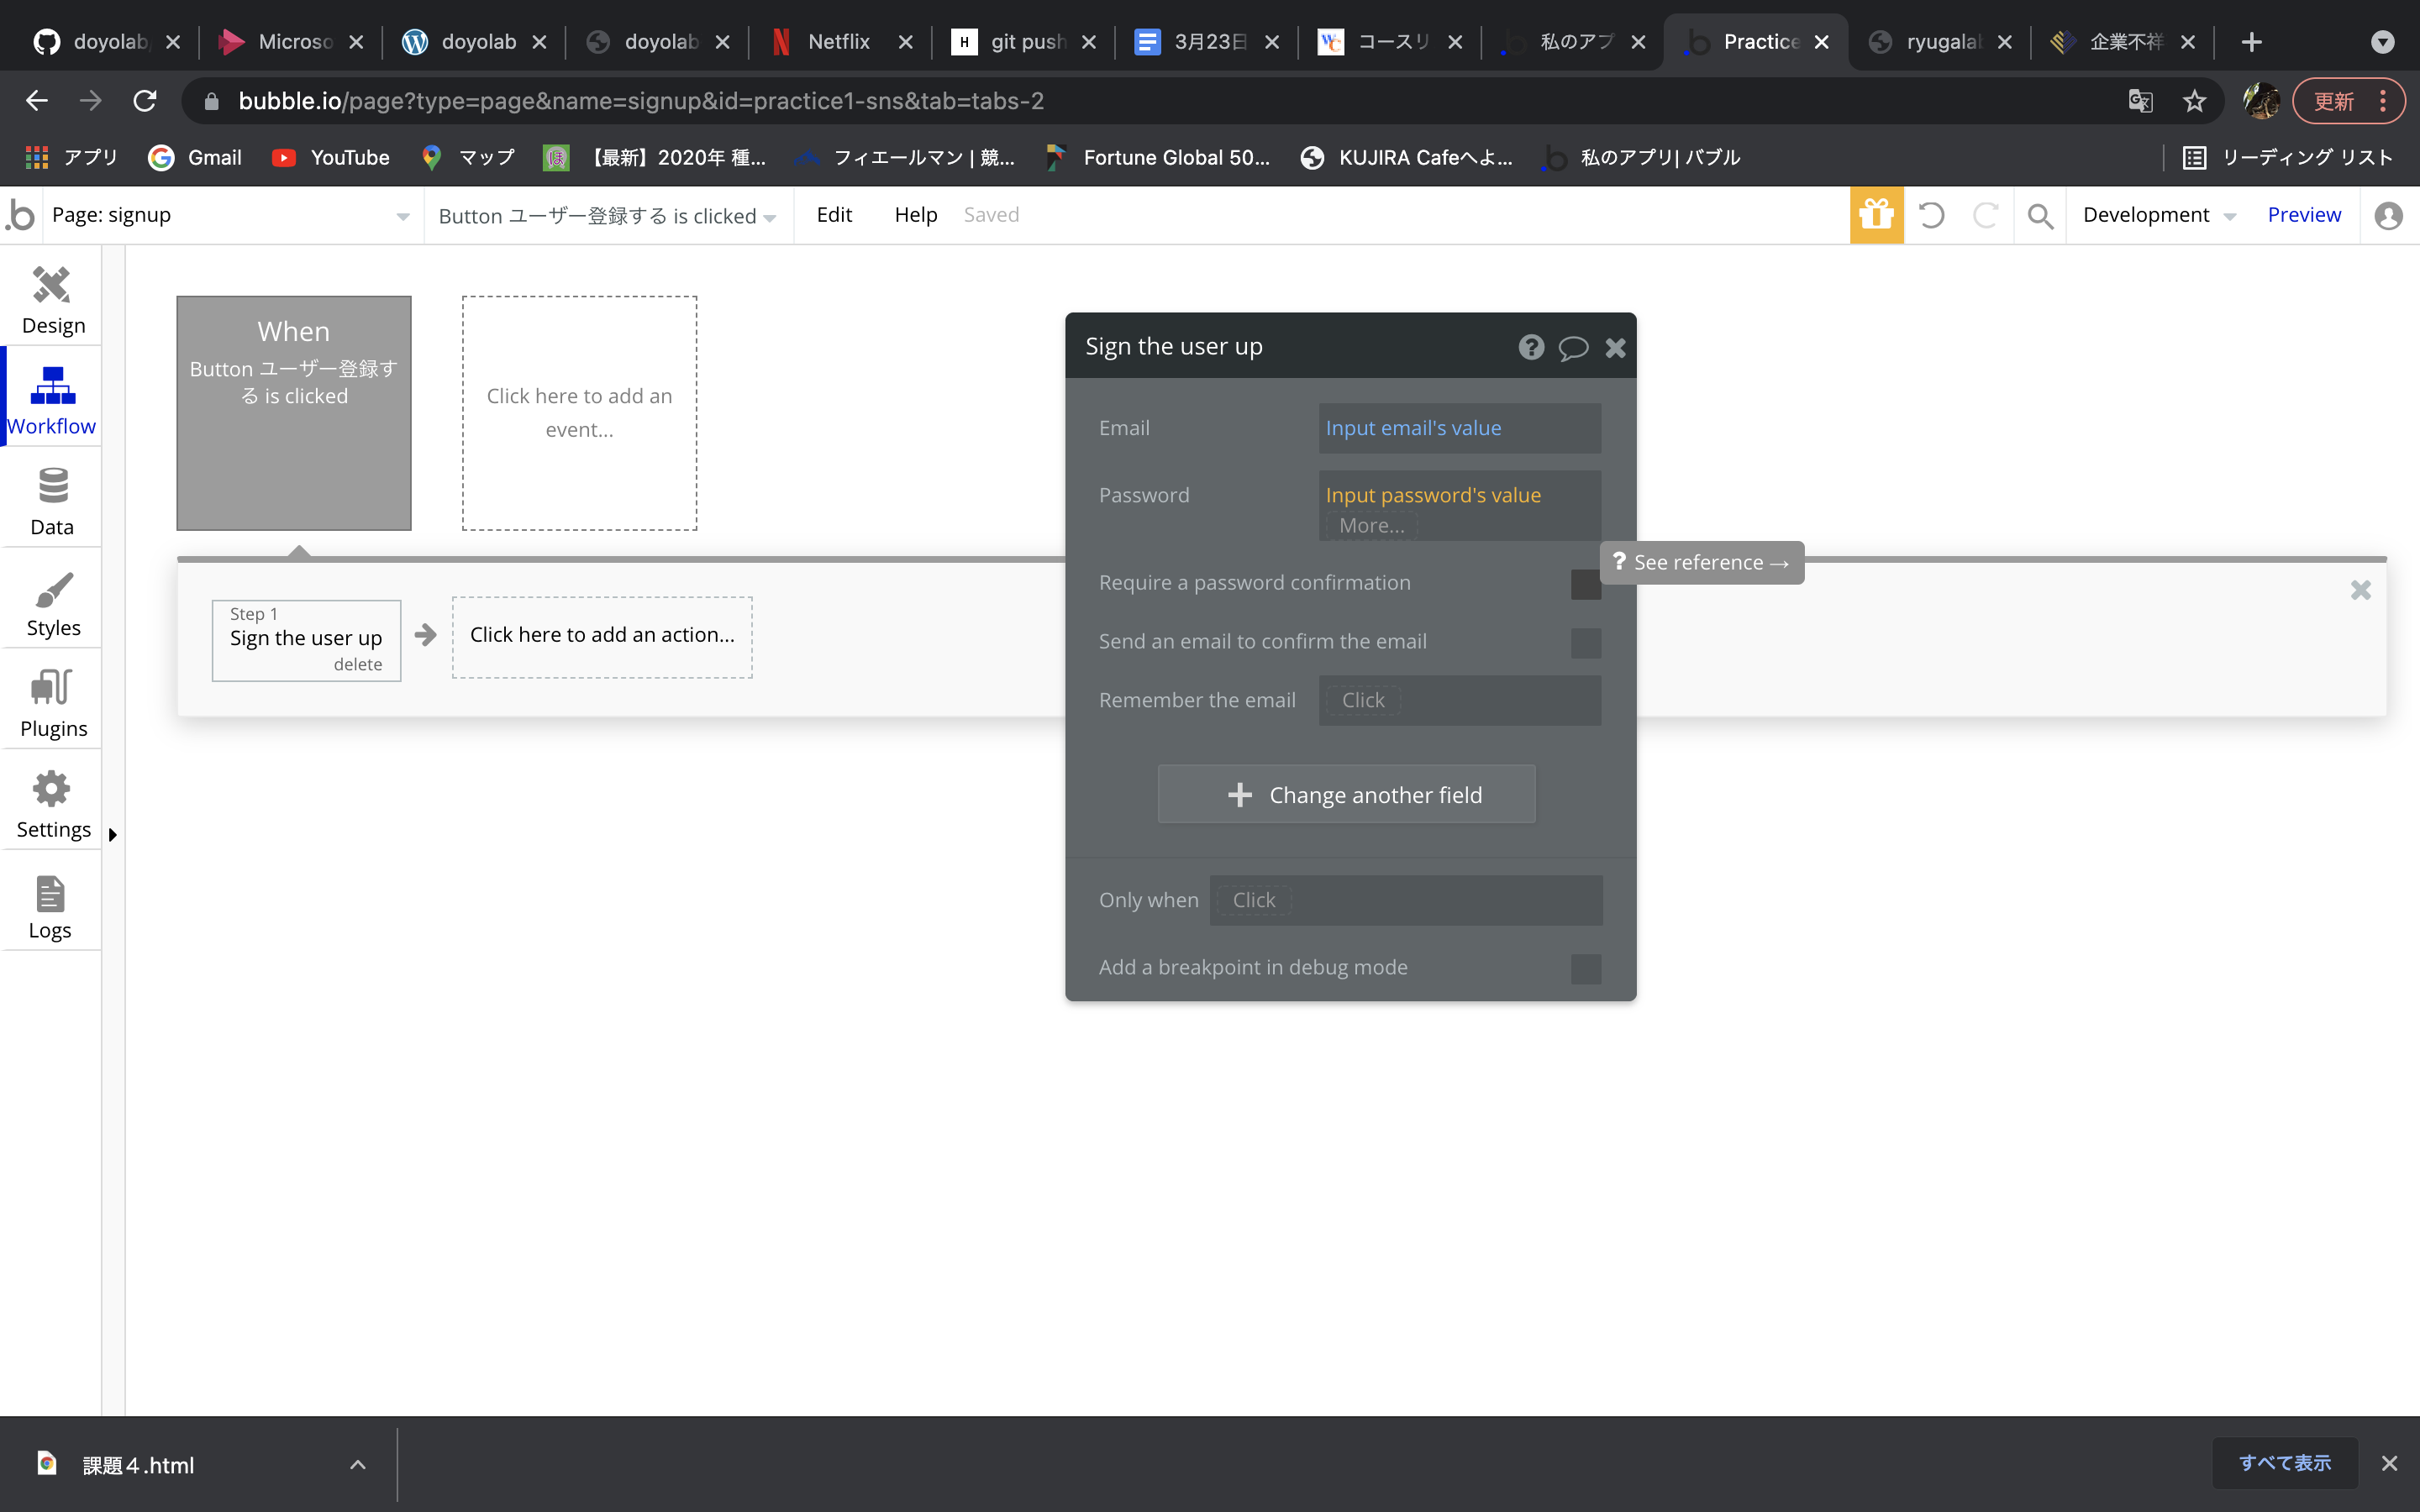 doyolab
Microso
doyolab
doyolab
Netflix
H
git push
3月23日
コースリ
私のアプ
Practice
ryugalab
企業不祥
bubble.io/page?type=page&name=signup&id=practice1-sns&tab=tabs-2
更新
アプリ
Gmail
YouTube
マップ
ほ
【最新】2020年 種...
フィエールマン | 競...
Fortune Global 50...
KUJIRA Cafeへよ...
私のアプリ| バブル
リーディング リスト
Page: signup
Button ユーザー登録する is clicked
Edit
Help
Saved
Development
Preview
Design
Workflow
Data
Styles
Plugins
Settings
Logs
When
Button ユーザー登録す
る is clicked
Click here to add an
event...
Step 1
Sign the user up
delete
Click here to add an action...
Sign the user up
Email
Input email's value
Password
Input password's value
More...
? See reference →
Require a password confirmation
Send an email to confirm the email
Remember the email
Click
Change another field
Only when
Click
Add a breakpoint in debug mode
課題４.html
すべて表示